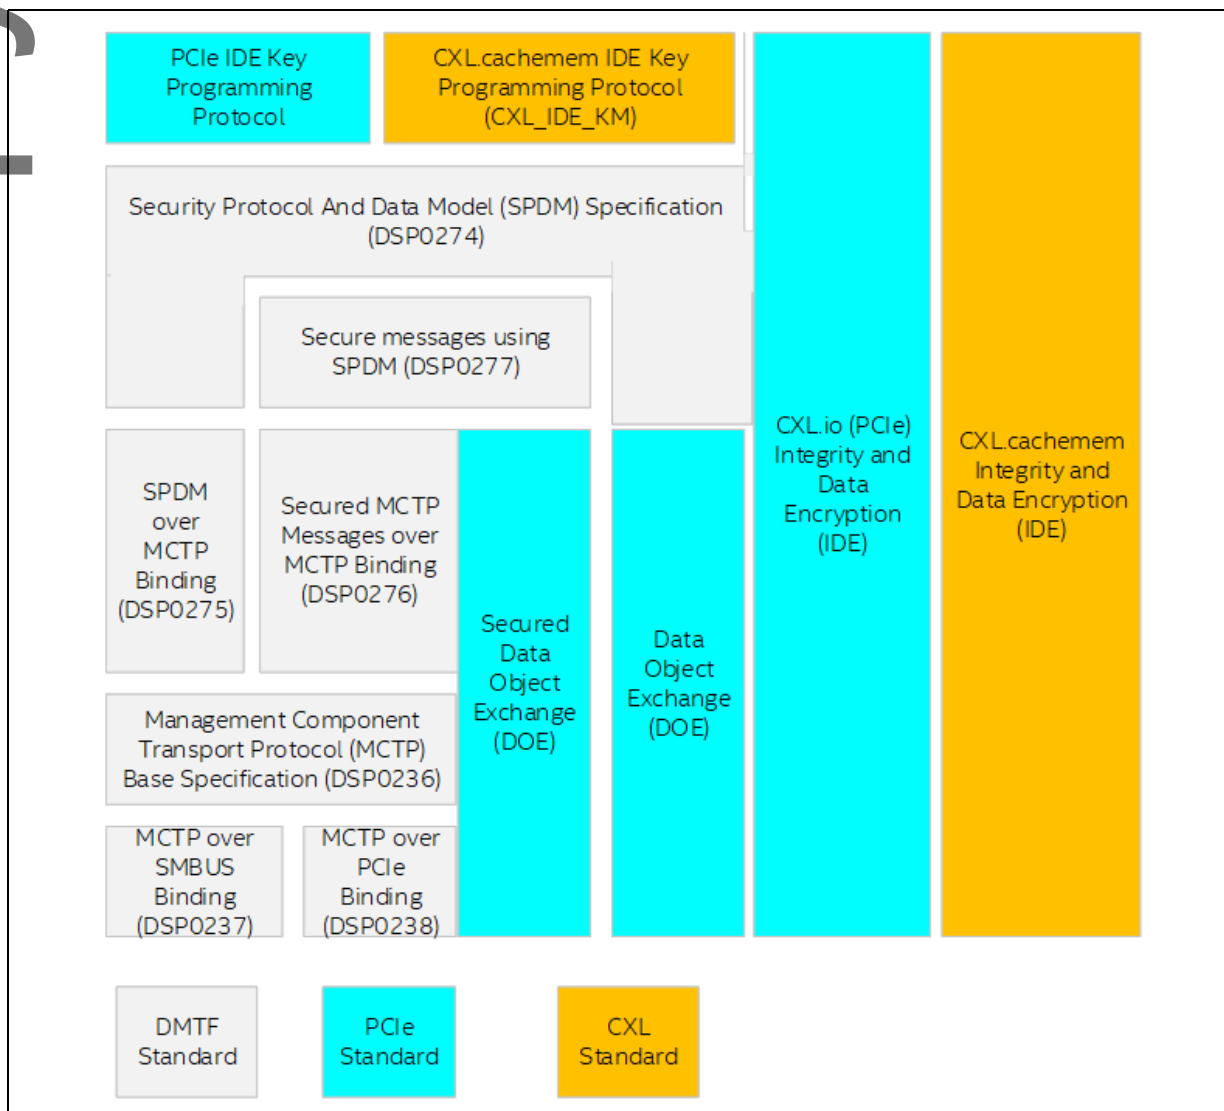 PCIe IDE Key
Programming
Protocol
CXL.cachemem IDE Key
Programming Protocol
(CXL_IDE_KM)
Security Protocol And Data Model (SPDM) Specification
(DSP0274)
Secure messages using
SPDM (DSP0277)
CXL.io (PCIe)
Integrity and
Data
Encryption
(IDE)
CXL.cachemem
Integrity and
Data Encryption
(IDE)
SPDM
over
MCTP
Binding
(DSP0275)
Secured MCTP
Messages over
MCTP Binding
(DSP0276)
Secured
Data
Object
Exchange
(DOE)
Data
Object
Exchange
(DOE)
Management Component
Transport Protocol (MCTP)
Base Specification (DSP0236)
MCTP over
SMBUS
Binding
(DSP0237)
MCTP over
PCIe
Binding
(DSP0238)
DMTF
Standard
PCIe
Standard
CXL
Standard